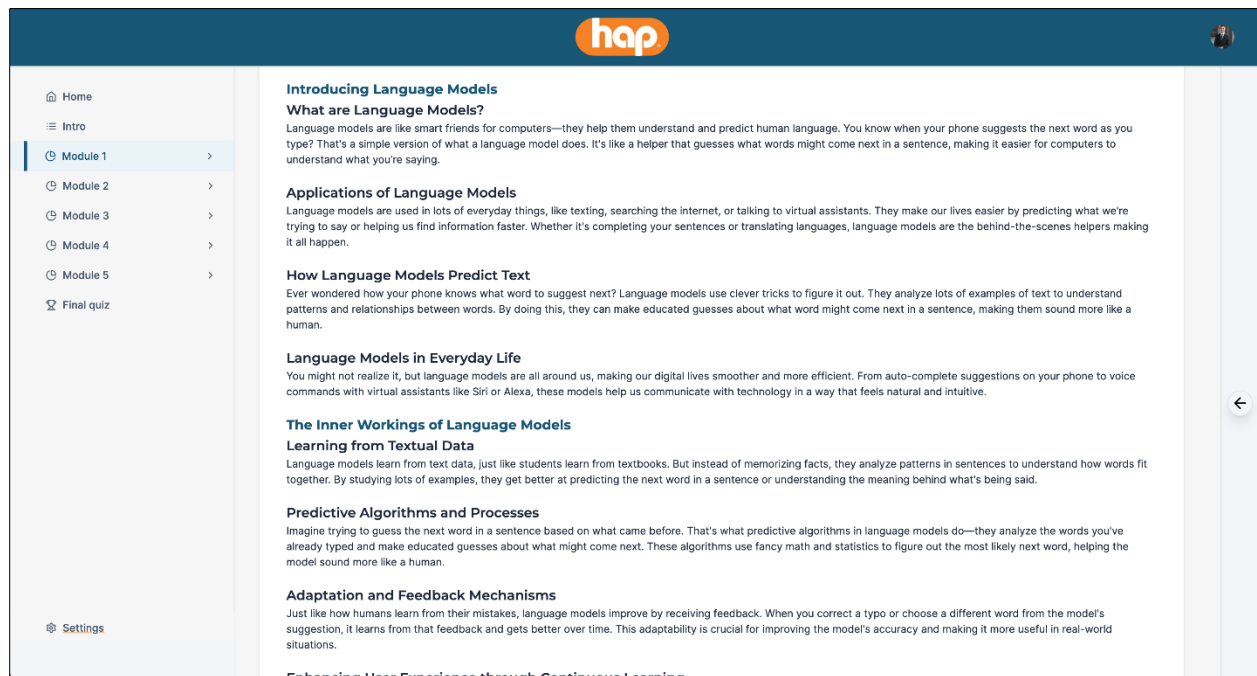 hap
Home
Intro
Module 1
Module 2
Module 3
Module 4
Module 5
Final quiz
Settings
Introducing Language Models
What are Language Models?
Language models are like smart friends for computers—they help them understand and predict human language. You know when your phone suggests the next word as you
type? That's a simple version of what a language model does. It's like a helper that guesses what words might come next in a sentence, making it easier for computers to
understand what you're saying.
Applications of Language Models
Language models are used in lots of everyday things, like texting, searching the internet, or talking to virtual assistants. They make our lives easier by predicting what we're
trying to say or helping us find information faster. Whether it's completing your sentences or translating languages, language models are the behind-the-scenes helpers making
it all happen.
How Language Models Predict Text
Ever wondered how your phone knows what word to suggest next? Language models use clever tricks to figure it out. They analyze lots of examples of text to understand
patterns and relationships between words. By doing this, they can make educated guesses about what word might come next in a sentence, making them sound more like a
human.
Language Models in Everyday Life
You might not realize it, but language models are all around us, making our digital lives smoother and more efficient. From auto-complete suggestions on your phone to voice
commands with virtual assistants like Siri or Alexa, these models help us communicate with technology in a way that feels natural and intuitive.
The Inner Workings of Language Models
Learning from Textual Data
Language models learn from text data, just like students learn from textbooks. But instead of memorizing facts, they analyze patterns in sentences to understand how words fit
together. By studying lots of examples, they get better at predicting the next word in a sentence or understanding the meaning behind what's being said.
Predictive Algorithms and Processes
Imagine trying to guess the next word in a sentence based on what came before. That's what predictive algorithms in language models do—they analyze the words you've
already typed and make educated guesses about what might come next. These algorithms use fancy math and statistics to figure out the most likely next word, helping the
model sound more like a human.
Adaptation and Feedback Mechanisms
Just like how humans learn from their mistakes, language models improve by receiving feedback. When you correct a typo or choose a different word from the model's
suggestion, it learns from that feedback and gets better over time. This adaptability is crucial for improving the model's accuracy and making it more useful in real-world
situations.
Enhancing User Experience through Continuous Learning